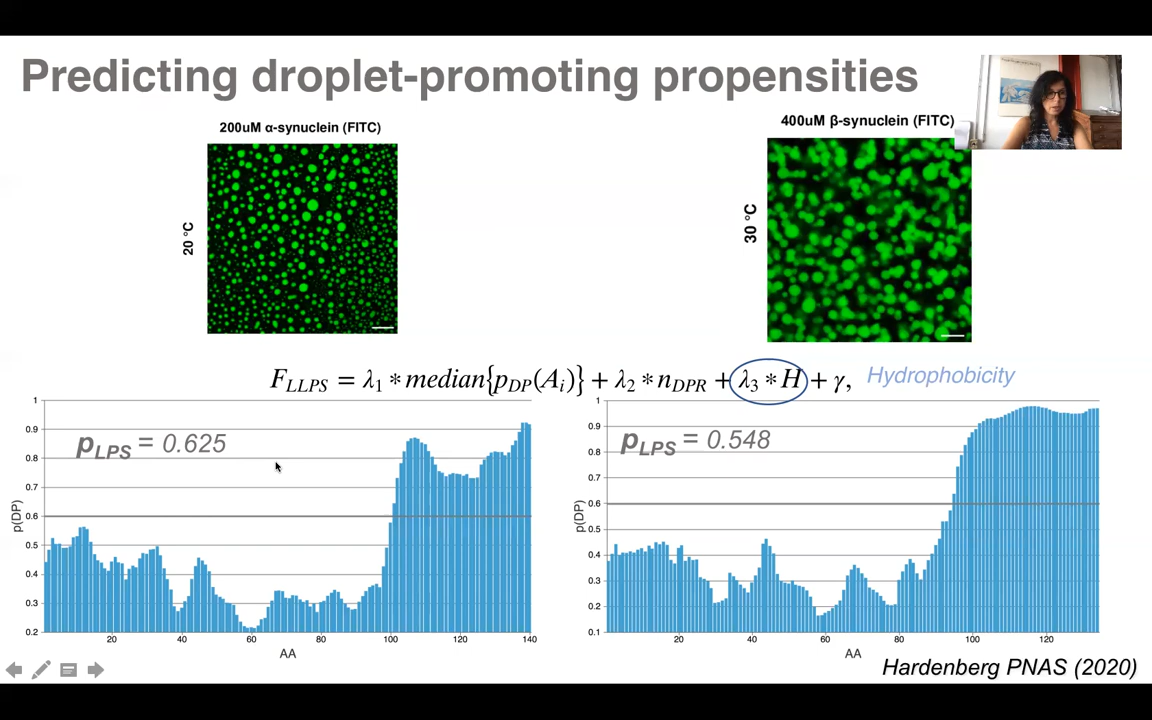 Predicting droplet-promoting propensities
200uM α-synuclein (FITC)
400uM β-synuclein (FITC)
20 °C
30 °C
F_LLPS = λ₁ * median{p_DP(A_i)} + λ₂ * n_DPR + λ₃ * H + γ,
Hydrophobicity
p_LPS = 0.625
p(DP)
1
0.9
0.8
0.7
0.6
0.5
0.4
0.3
0.2
20 40 60 80 100 120 140
AA
p_LPS = 0.548
p(DP)
1
0.9
0.8
0.7
0.6
0.5
0.4
0.3
0.2
0.1
20 40 60 80 100 120
AA
Hardenberg PNAS (2020)